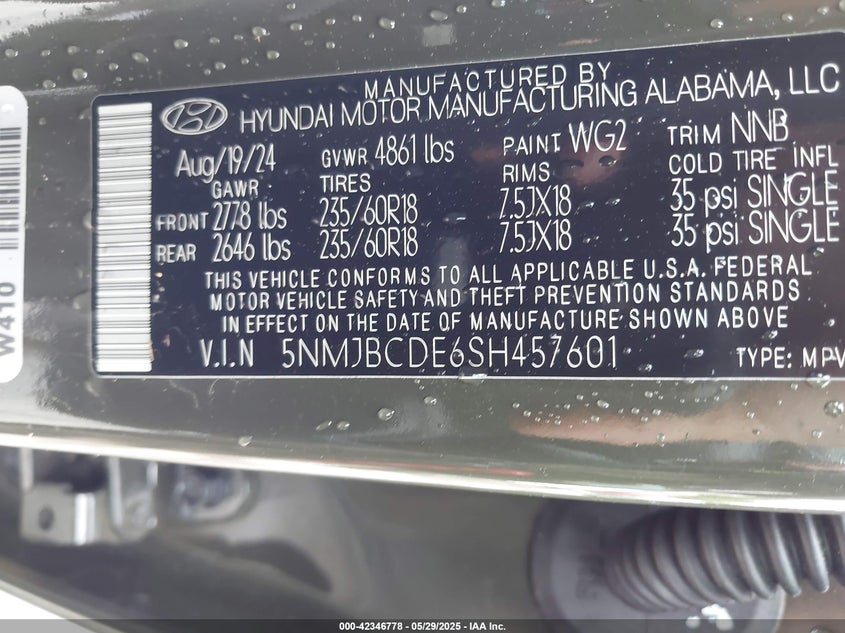 MANUFACTURED BY
HYUNDAI MOTOR MANUFACTURING ALABAMA, LLC
Aug/19/24 GVWR 4861 lbs PAINT WG2 TRIM NNB
GAWR TIRES RIMS COLD TIRE INFL
FRONT 2778 lbs 235/60R18 7.5JX18 35 psi SINGLE
REAR 2646 lbs 235/60R18 7.5JX18 35 psi SINGLE
THIS VEHICLE CONFORMS TO ALL APPLICABLE U.S.A. FEDERAL
MOTOR VEHICLE SAFETY AND THEFT PREVENTION STANDARDS
IN EFFECT ON THE DATE OF MANUFACTURE SHOWN ABOVE
V.I.N 5NMJBCDE6SH457601 TYPE: MPV
W410
000-42346778 - 05/29/2025 - IAA Inc.